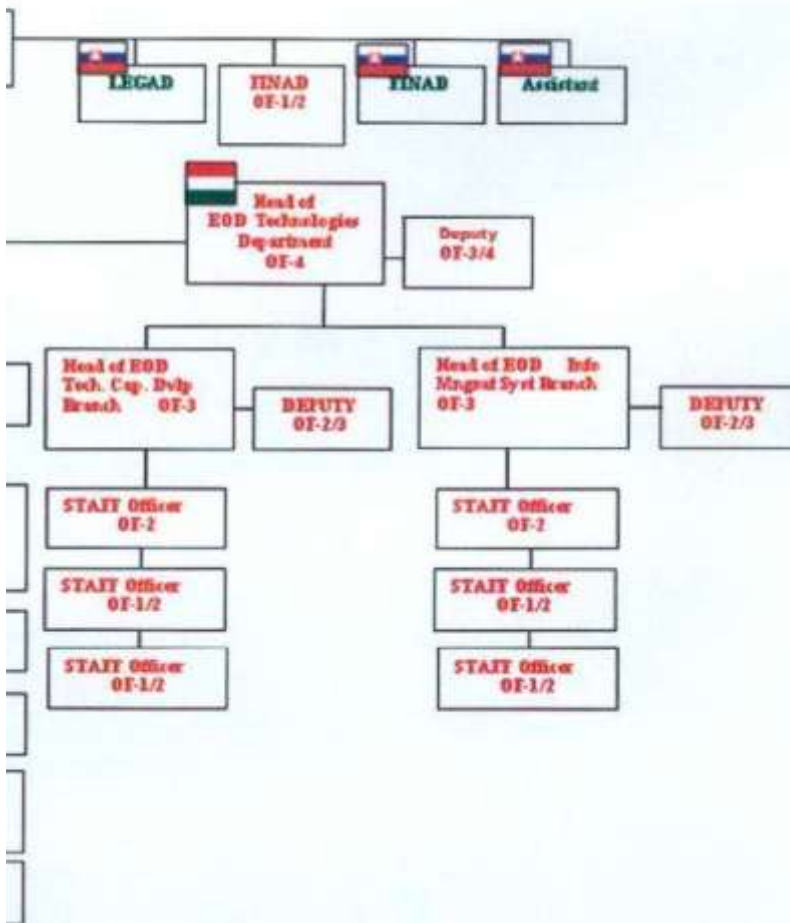 LEGAD
FINAD
OF-1/2
FINAD
Assistant
Head of
EOD Technologies
Department
OF-4
Deputy
OF-3/4
Head of EOD
Tech. Cap. Dvlp
Branch OF-3
DEPUTY
OF-2/3
Head of EOD Info
Mngmt Syst Branch
OF-3
DEPUTY
OF-2/3
STAFF Officer
OF-2
STAFF Officer
OF-1/2
STAFF Officer
OF-1/2
STAFF Officer
OF-2
STAFF Officer
OF-1/2
STAFF Officer
OF-1/2